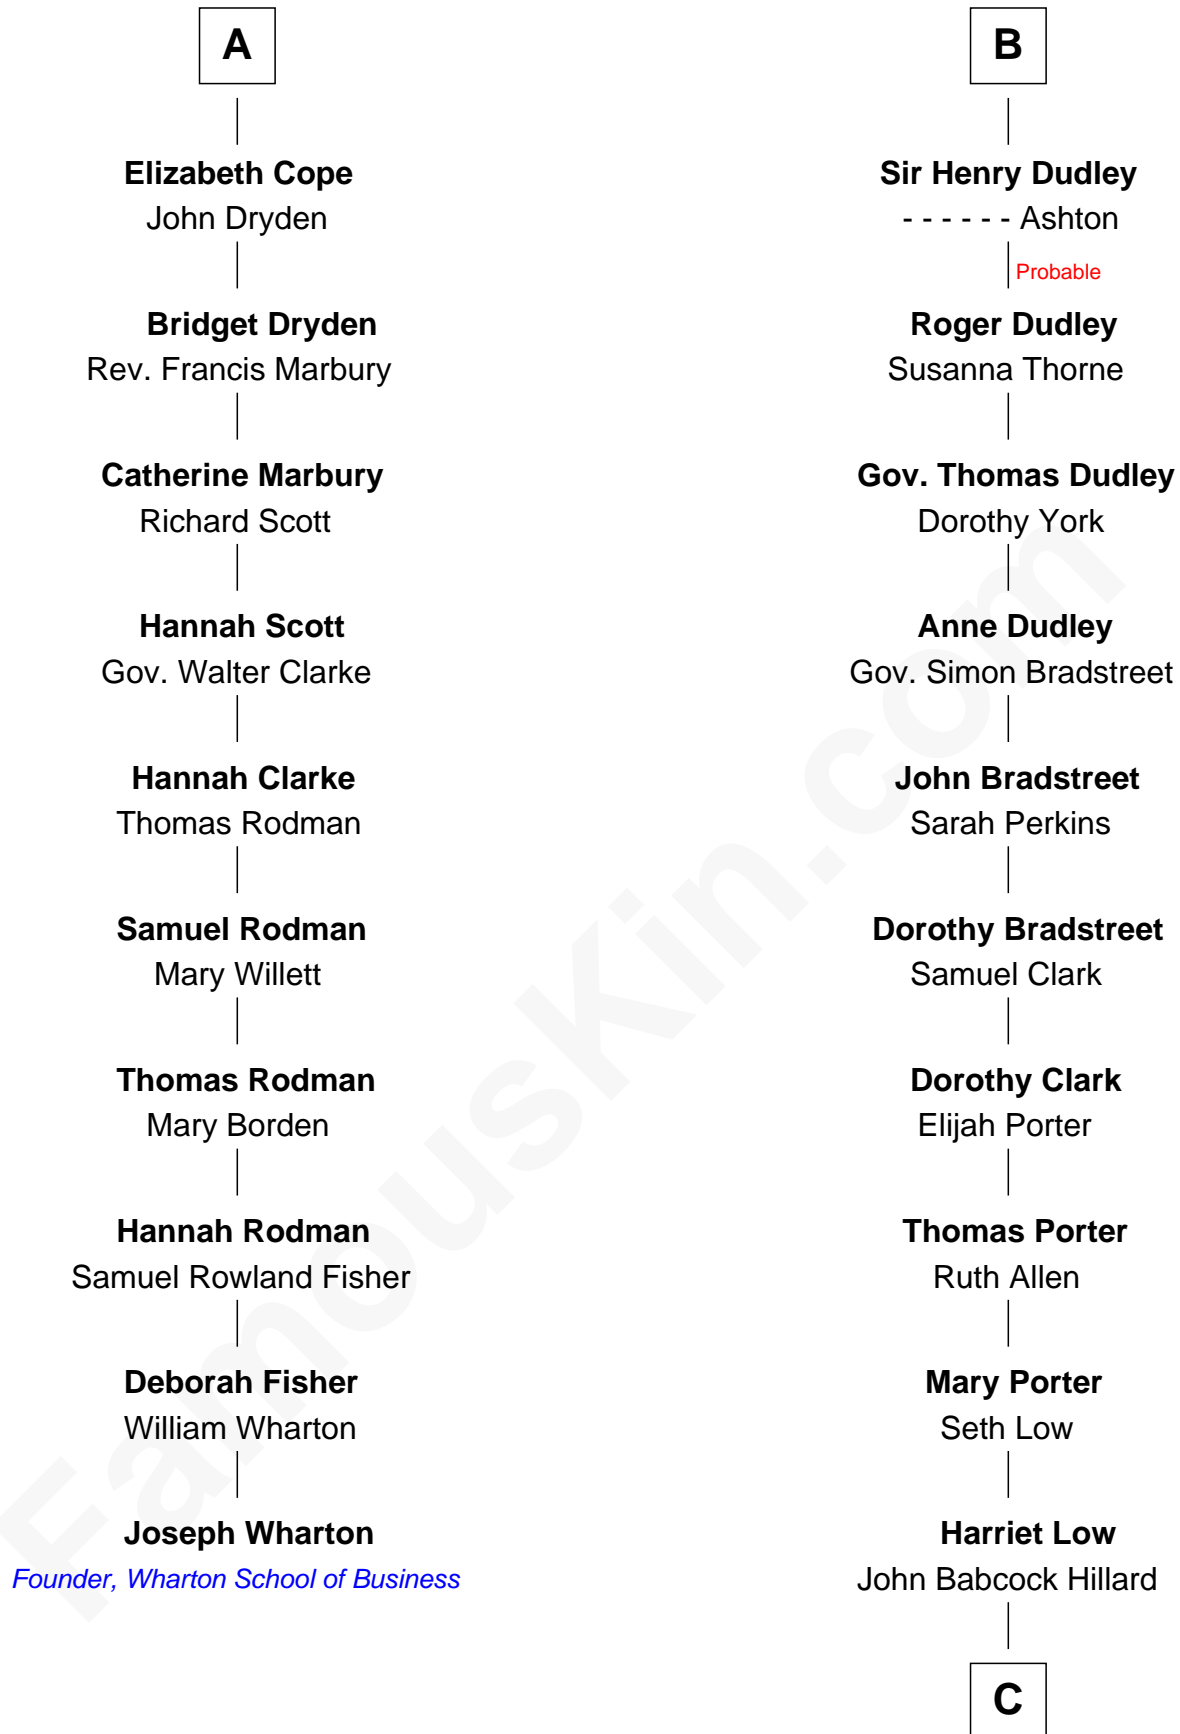 A
Elizabeth Cope
John Dryden
Bridget Dryden
Rev. Francis Marbury
Catherine Marbury
Richard Scott
Hannah Scott
Gov. Walter Clarke
Hannah Clarke
Thomas Rodman
Samuel Rodman
Mary Willett
Thomas Rodman
Mary Borden
Hannah Rodman
Samuel Rowland Fisher
Deborah Fisher
William Wharton
Joseph Wharton
Founder, Wharton School of Business
B
Sir Henry Dudley
- - - - - - Ashton
Probable
Roger Dudley
Susanna Thorne
Gov. Thomas Dudley
Dorothy York
Anne Dudley
Gov. Simon Bradstreet
John Bradstreet
Sarah Perkins
Dorothy Bradstreet
Samuel Clark
Dorothy Clark
Elijah Porter
Thomas Porter
Ruth Allen
Mary Porter
Seth Low
Harriet Low
John Babcock Hillard
C
FamousKin.com